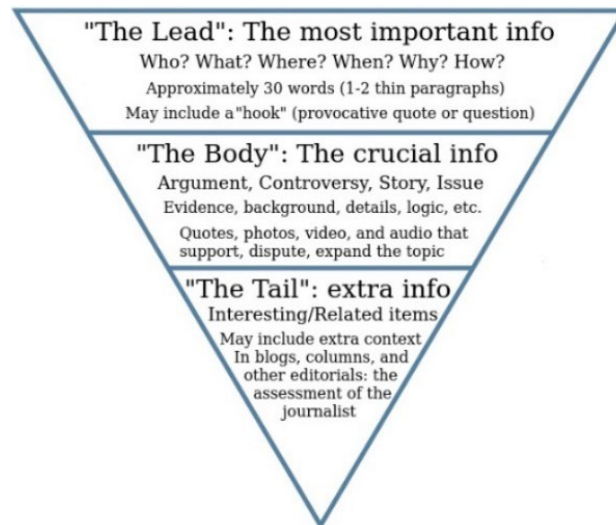 "The Lead": The most important info
Who? What? Where? When? Why? How?
Approximately 30 words (1-2 thin paragraphs)
May include a"hook" (provocative quote or question)
"The Body": The crucial info
Argument, Controversy, Story, Issue
Evidence, background, details, logic, etc.
Quotes, photos, video, and audio that
support, dispute, expand the topic
"The Tail": extra info
Interesting/Related items
May include extra context
In blogs, columns, and
other editorials: the
assessment of the
journalist